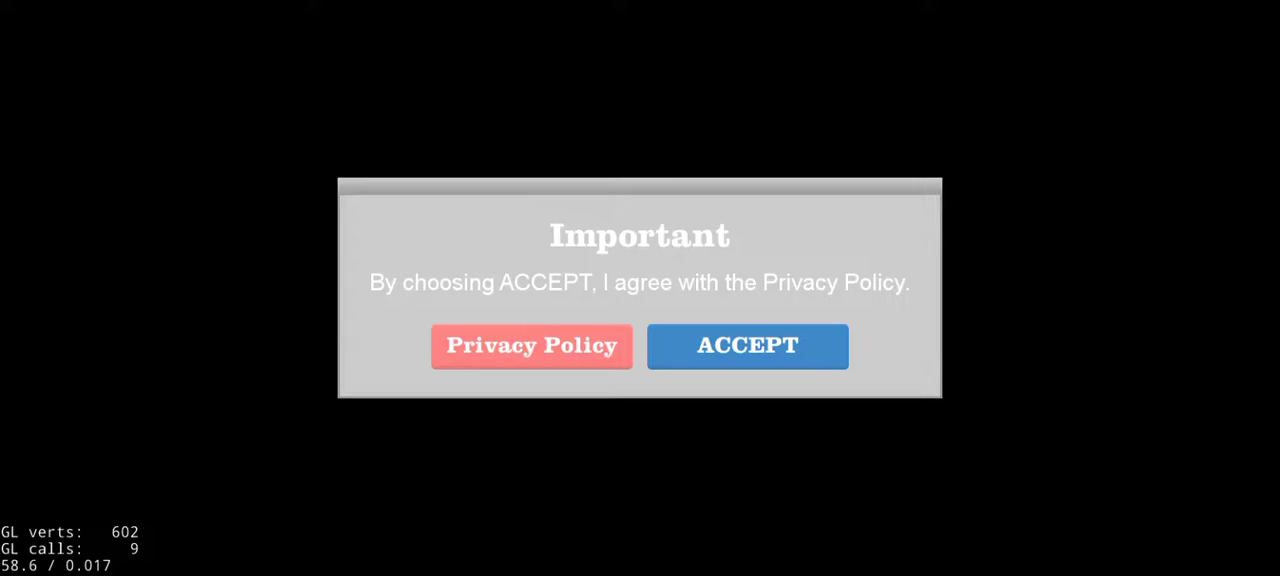 Important
By choosing ACCEPT, I agree with the Privacy Policy.
Privacy Policy ACCEPT
GL verts: 602
GL calls: 9
58.6 / 0.017